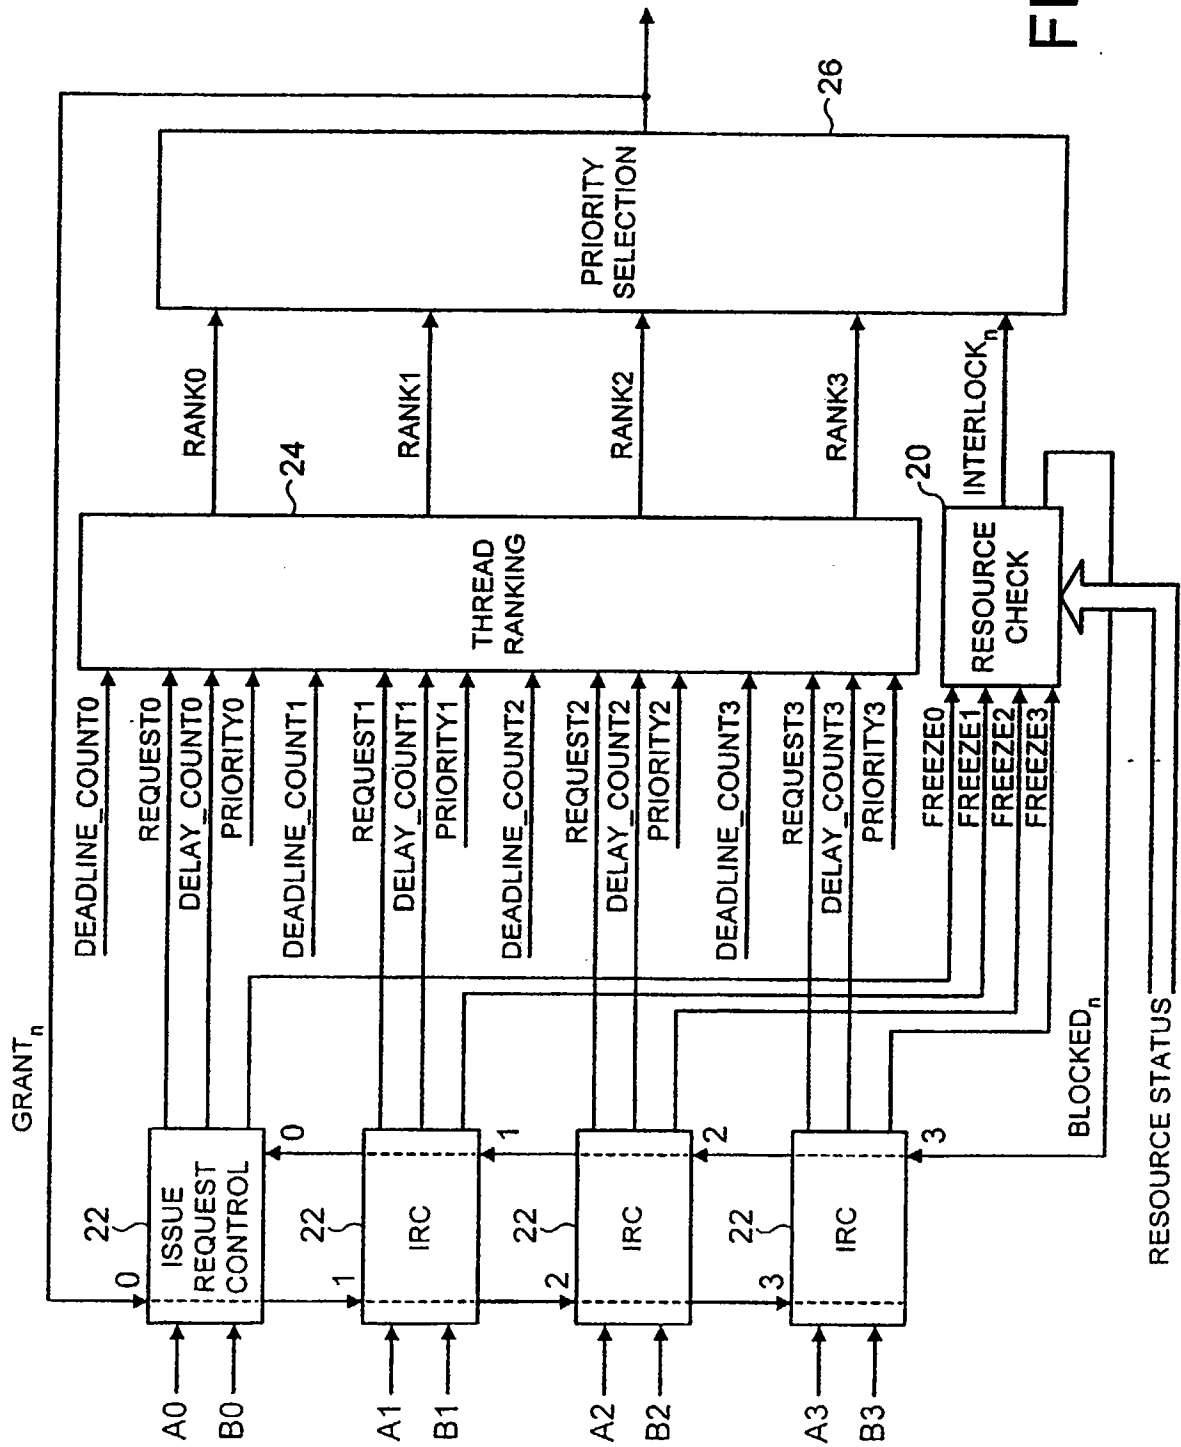 GRANTn
A0
B0
22
0
ISSUE
REQUEST
CONTROL
0
A1
B1
22
1
IRC
1
A2
B2
22
2
IRC
2
A3
B3
22
3
IRC
3
DEADLINE_COUNT0
REQUEST0
DELAY_COUNT0
PRIORITY0
DEADLINE_COUNT1
REQUEST1
DELAY_COUNT1
PRIORITY1
DEADLINE_COUNT2
REQUEST2
DELAY_COUNT2
PRIORITY2
DEADLINE_COUNT3
REQUEST3
DELAY_COUNT3
PRIORITY3
FREEZE0
FREEZE1
FREEZE2
FREEZE3
BLOCKEDn
RESOURCE STATUS
24
THREAD
RANKING
20
RESOURCE
CHECK
RANK0
RANK1
RANK2
RANK3
INTERLOCKn
PRIORITY
SELECTION
26